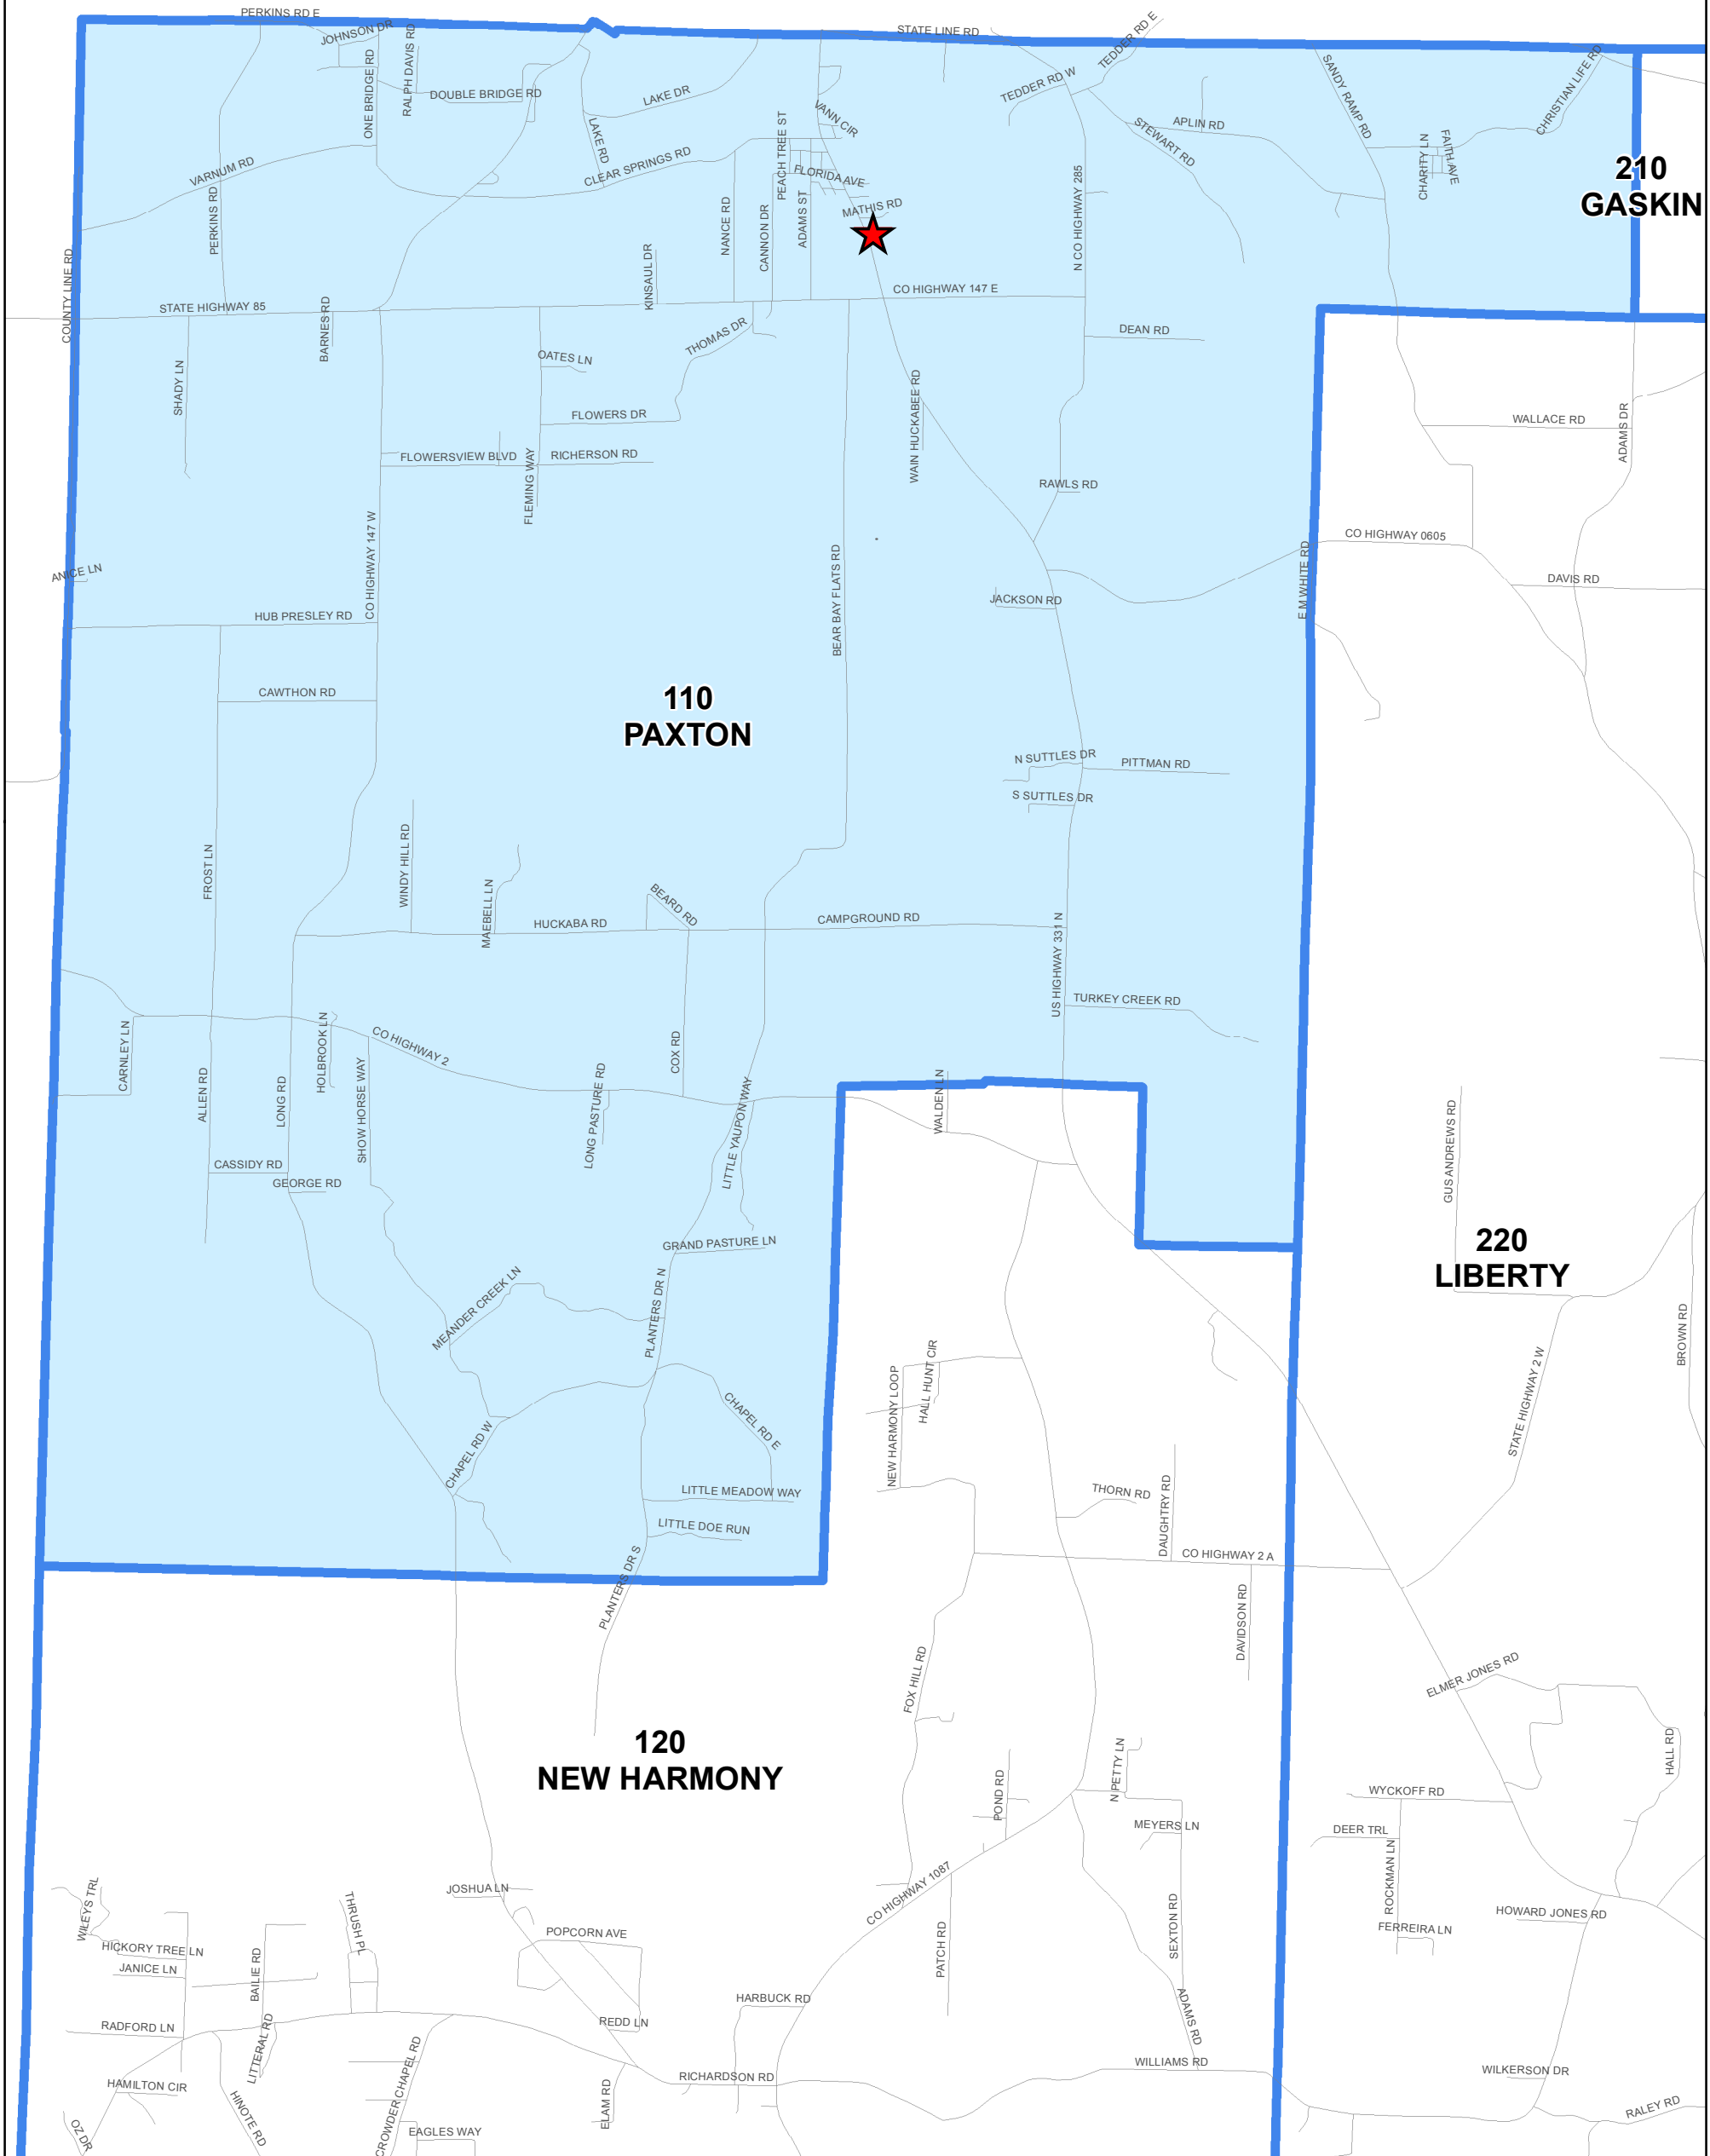 PERKINS RD E
JOHNSON DR
RALPH DAVIS RD
ONE BRIDGE RD
DOUBLE BRIDGE RD
LAKE DR
LAKE RD
VANN CIR
STATE LINE RD
TEDDER RD E
TEDDER RD W
STEWART RD
APLIN RD
SANDY RAMP RD
CHRISTIAN LIFE RD
CHARITY LN
FAITH AVE
210
GASKIN
VARNUM RD
PERKINS RD
CLEAR SPRINGS RD
PEACH TREE ST
FLORIDA AVE
MATHIS RD
NANCE RD
CANNON DR
ADAMS ST
N CO HIGHWAY 285
COUNTY LINE RD
STATE HIGHWAY 85
BARNES RD
KINSAUL DR
CO HIGHWAY 147 E
SHADY LN
OATES LN
THOMAS DR
DEAN RD
FLOWERS DR
WAIN HUCKABEE RD
WALLACE RD
ADAMS DR
FLOWERSVIEW BLVD
RICHERSON RD
FLEMING WAY
RAWLS RD
CO HIGHWAY 147 W
BEAR BAY FLATS RD
CO HIGHWAY 0605
E M WHITE RD
DAVIS RD
ANICE LN
HUB PRESLEY RD
JACKSON RD
CAWTHON RD
110
PAXTON
N SUTTLES DR
PITTMAN RD
S SUTTLES DR
FROST LN
WINDY HILL RD
MAEBELL LN
BEARD RD
HUCKABA RD
CAMPGROUND RD
US HIGHWAY 331 N
TURKEY CREEK RD
CARNLEY LN
HOLBROOK LN
CO HIGHWAY 2
COX RD
ALLEN RD
LONG RD
SHOW HORSE WAY
LONG PASTURE RD
LITTLE YAUPON WAY
WALDEN LN
GUS ANDREWS RD
CASSIDY RD
GEORGE RD
GRAND PASTURE LN
220
LIBERTY
MEANDER CREEK LN
PLANTERS DR N
BROWN RD
NEW HARMONY LOOP
HALL HUNT CIR
STATE HIGHWAY 2 W
CHAPEL RD E
CHAPEL RD W
LITTLE MEADOW WAY
THORN RD
DAUGHTRY RD
LITTLE DOE RUN
CO HIGHWAY 2 A
PLANTERS DR S
DAVIDSON RD
FOX HILL RD
ELMER JONES RD
120
NEW HARMONY
HALL RD
POND RD
N PETTY LN
WYCKOFF RD
MEYERS LN
DEER TRL
ROCKMAN LN
CO HIGHWAY 1087
JOSHUA LN
WILEY'S TRL
THRUSH PL
HOWARD JONES RD
FERREIRA LN
POPCORN AVE
PATCH RD
SEXTON RD
HICKORY TREE LN
JANICE LN
BAILIE RD
HARBUCK RD
ADAMS RD
RADFORD LN
LITTERAL RD
REDD LN
CROWDER CHAPEL RD
WILLIAMS RD
WILKERSON DR
RICHARDSON RD
HAMILTON CIR
HINOTE RD
ELAM RD
RALEY RD
OZ DR
EAGLES WAY